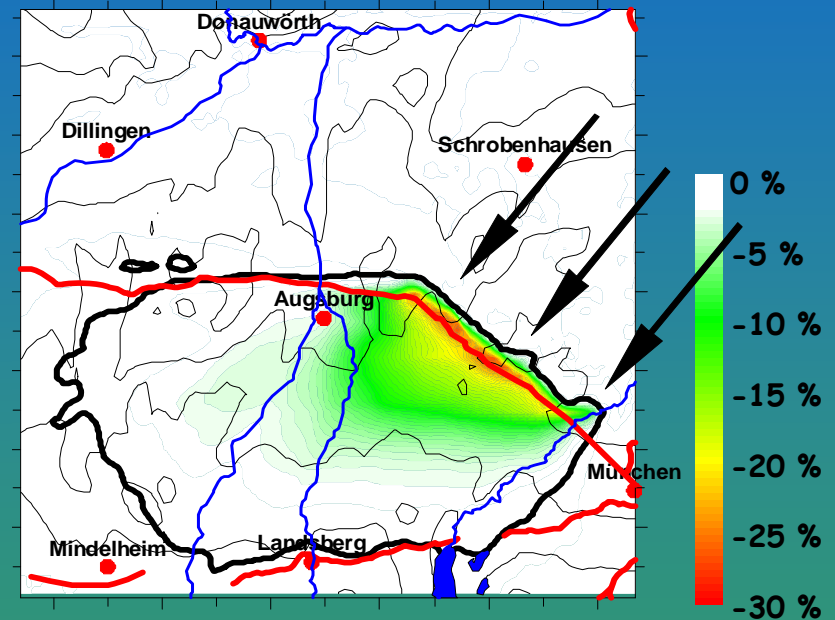 Donauwörth
Dillingen
Schrobenhausen
Augsburg
München
Mindelheim
Landsberg
0 %
-5 %
-10 %
-15 %
-20 %
-25 %
-30 %